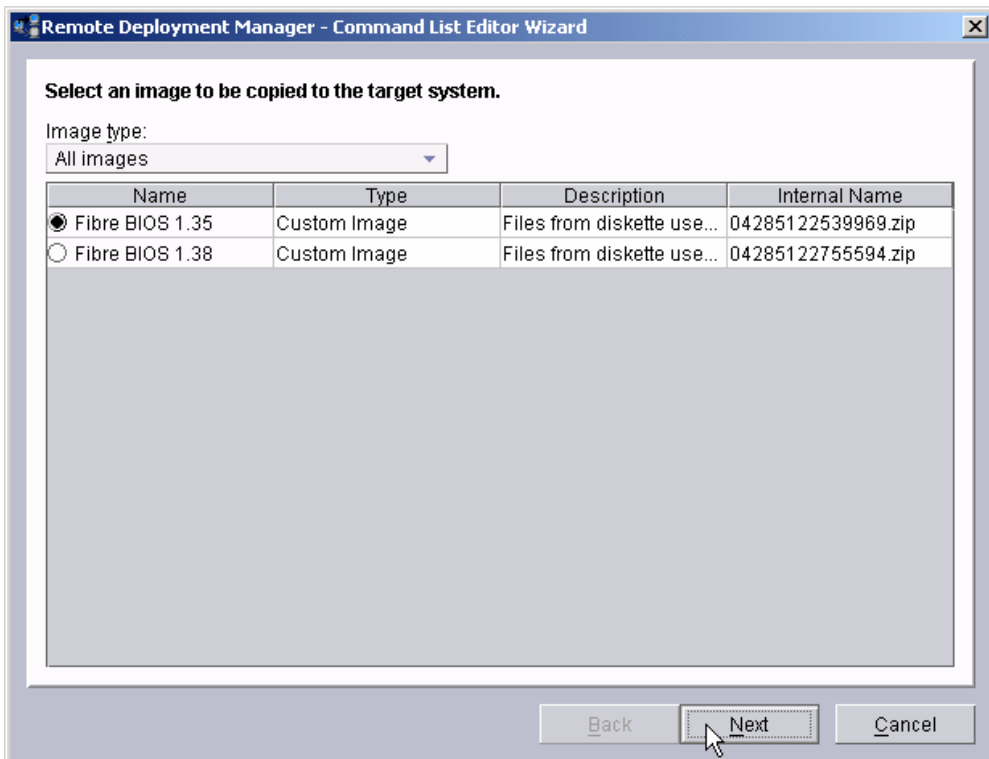 Remote Deployment Manager - Command List Editor Wizard
Select an image to be copied to the target system.
Image type:
All images
Name Type Description Internal Name
Fibre BIOS 1.35 Custom Image Files from diskette use... 04285122539969.zip
Fibre BIOS 1.38 Custom Image Files from diskette use... 04285122755594.zip
Back Next Cancel